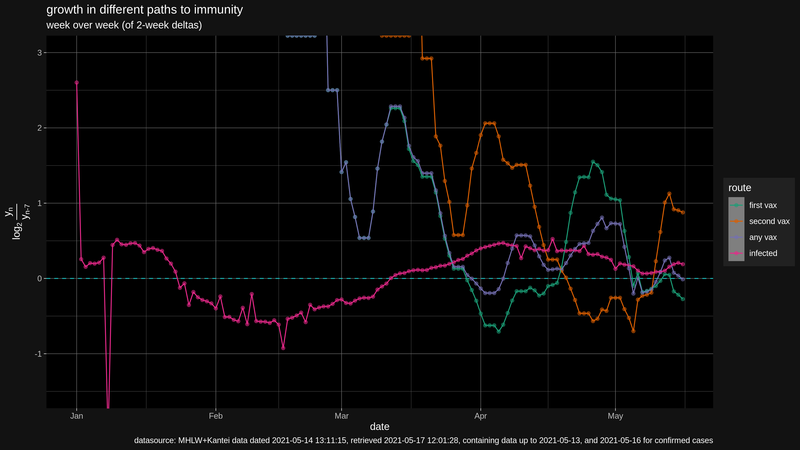 growth in different paths to immunity
week over week (of 2-week deltas)
3
2
1
0
-1
log2 yn
yn-7
Jan
Feb
Mar
Apr
May
date
route
first vax
second vax
any vax
infected
datasource: MHLW+Kantei data dated 2021-05-14 13:11:15, retrieved 2021-05-17 12:01:28, containing data up to 2021-05-13, and 2021-05-16 for confirmed cases